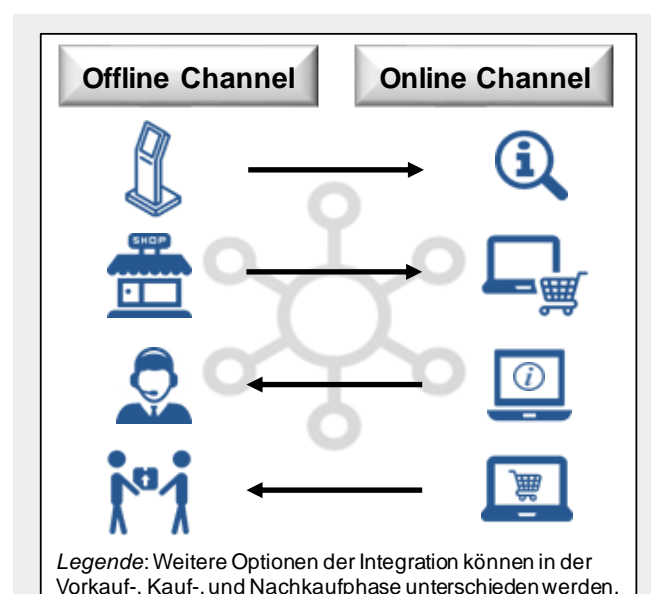 Offline Channel
Online Channel
SHOP
Legende: Weitere Optionen der Integration können in der
Vorkauf-, Kauf-, und Nachkaufphase unterschieden werden.